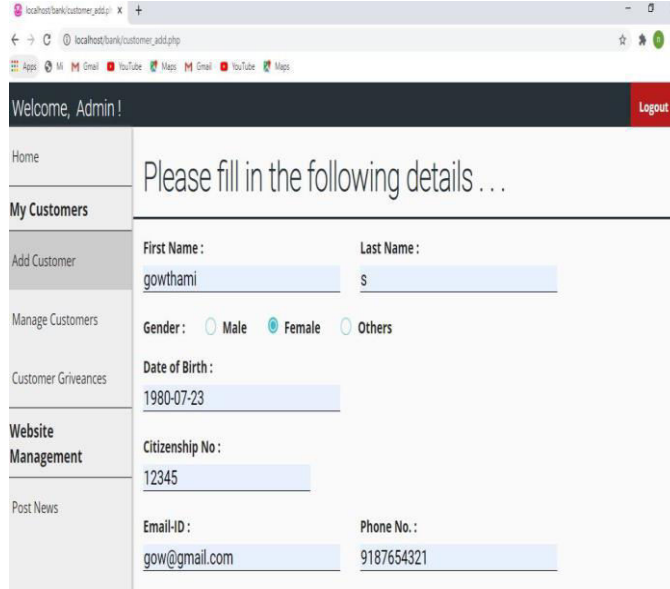 localhost/bank/customer_add.p
localhost/bank/customer_add.php
Apps M Gmail YouTube Maps M Gmail YouTube Maps
Welcome, Admin !
Logout
Home
My Customers
Add Customer
Manage Customers
Customer Griveances
Website
Management
Post News
Please fill in the following details . . .
First Name :
Last Name :
gowthami
s
Gender : Male Female Others
Date of Birth :
1980-07-23
Citizenship No :
12345
Email-ID :
Phone No. :
gow@gmail.com
9187654321